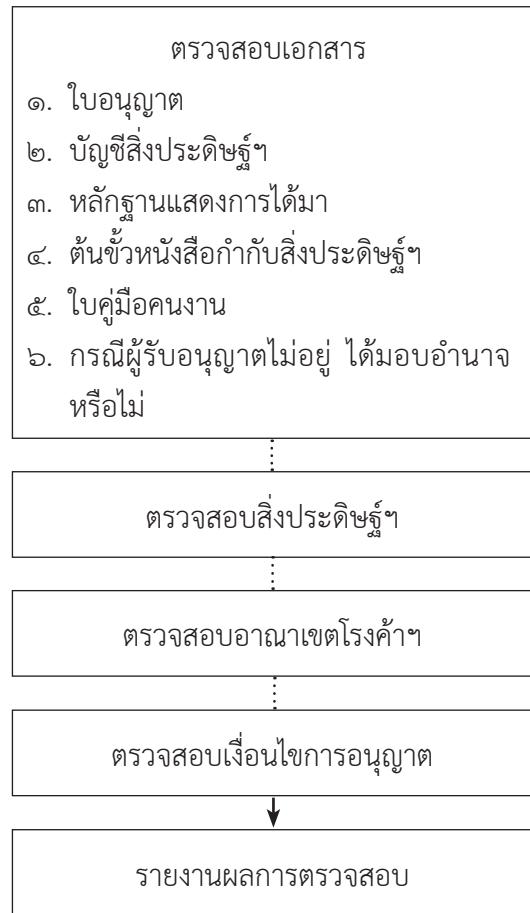 ตรวจสอบเอกสาร
๑. ใบอนุญาต
๒. บัญชีสิ่งประดิษฐ์ฯ
๓. หลักฐานแสดงการได้มา
๔. ต้นขั้วหนังสือกำกับสิ่งประดิษฐ์ฯ
๕. ใบคู่มือคนงาน
๖. กรณีผู้รับอนุญาตไม่อยู่ ได้มอบอำนาจ
หรือไม่
ตรวจสอบสิ่งประดิษฐ์ฯ
ตรวจสอบอาณาเขตโรงค้าฯ
ตรวจสอบเงื่อนไขการอนุญาต
รายงานผลการตรวจสอบ